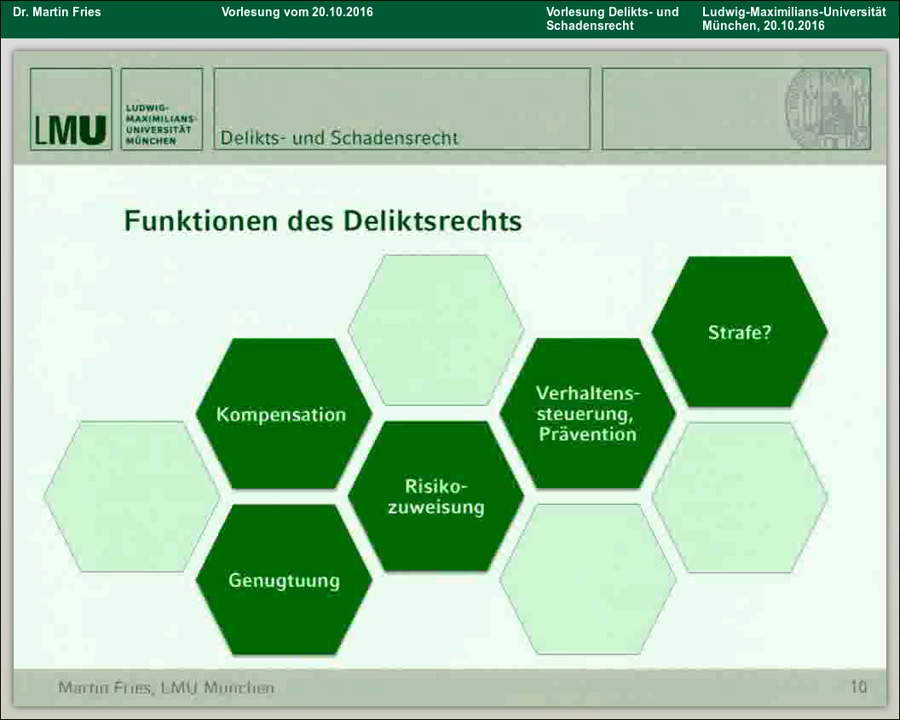 Dr. Martin Fries
Vorlesung vom 20.10.2016
Vorlesung Delikts- und
Schadensrecht
Ludwig-Maximilians-Universität
München, 20.10.2016
LMU
LUDWIG-
MAXIMILIANS-
UNIVERSITÄT
MÜNCHEN
Delikts- und Schadensrecht
Funktionen des Deliktsrechts
Strafe?
Kompensation
Verhaltens-
steuerung,
Prävention
Risiko-
zuweisung
Genugtuung
Martin Fries, LMU München
10